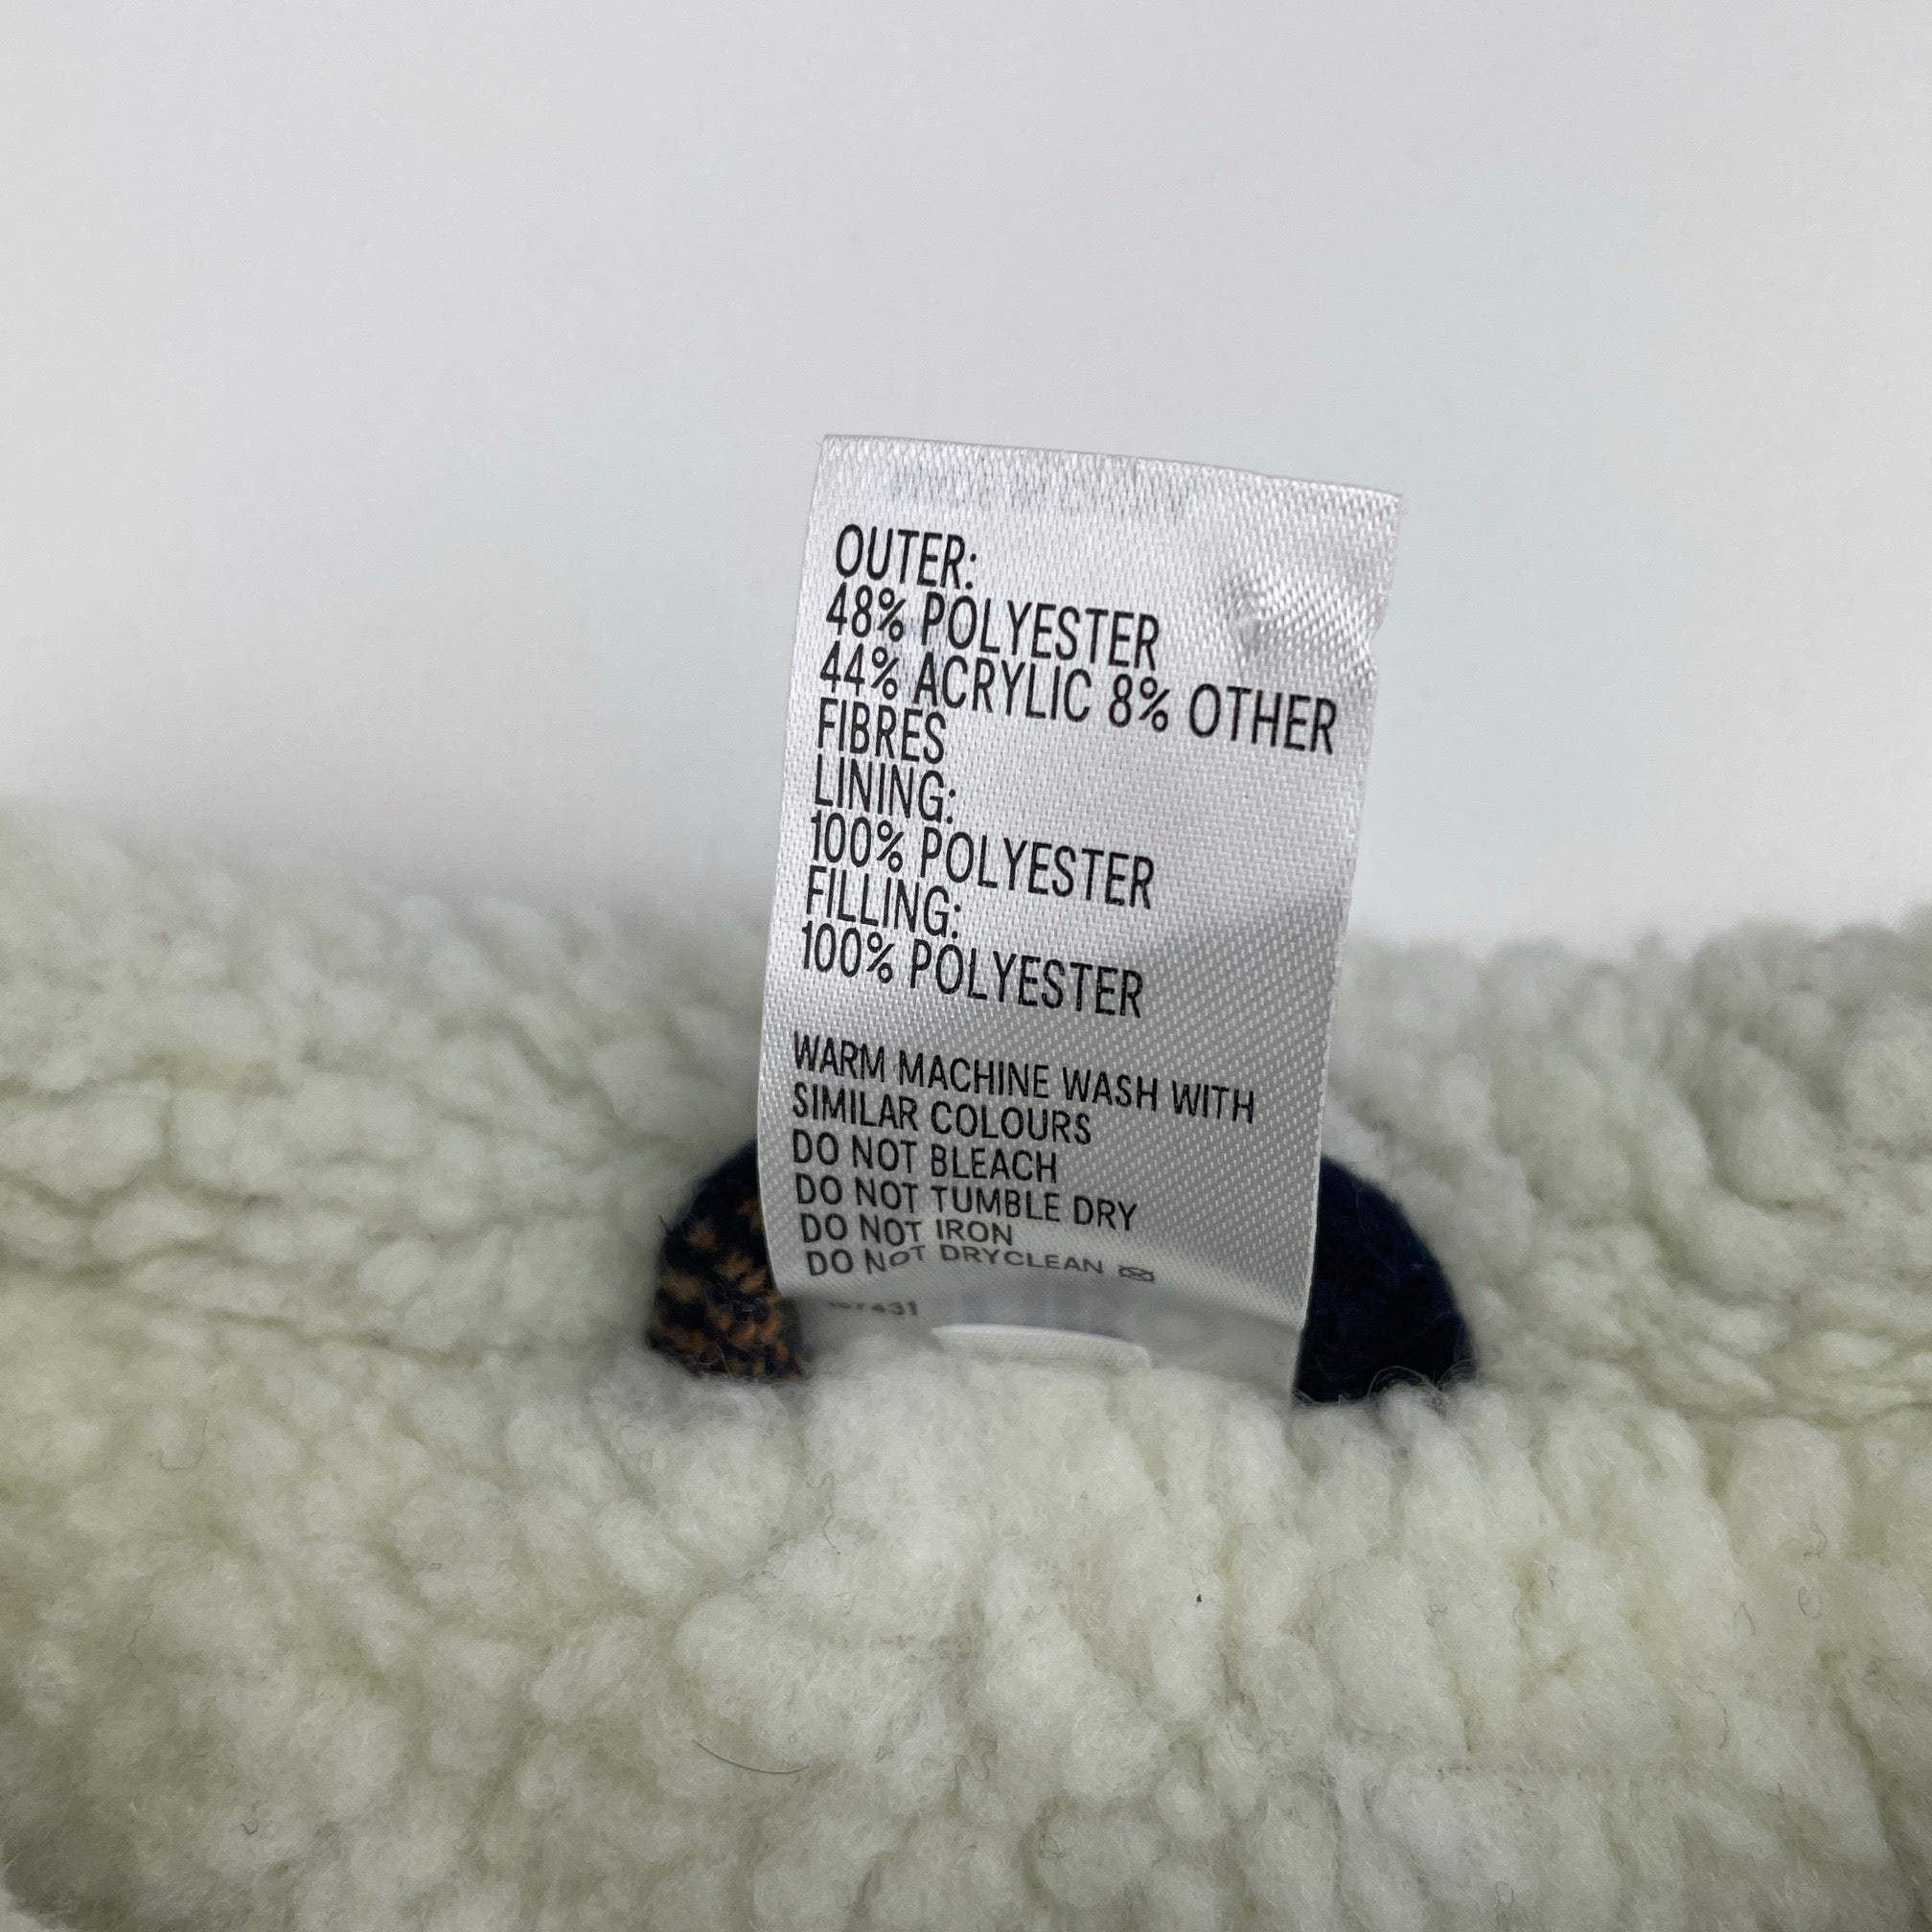 OUTER:
48% POLYESTER
44% ACRYLIC 8% OTHER
FIBRES
LINING:
100% POLYESTER
FILLING:
100% POLYESTER
WARM MACHINE WASH WITH
SIMILAR COLOURS
DO NOT BLEACH
DO NOT TUMBLE DRY
DO NOT IRON
DO NOT DRYCLEAN